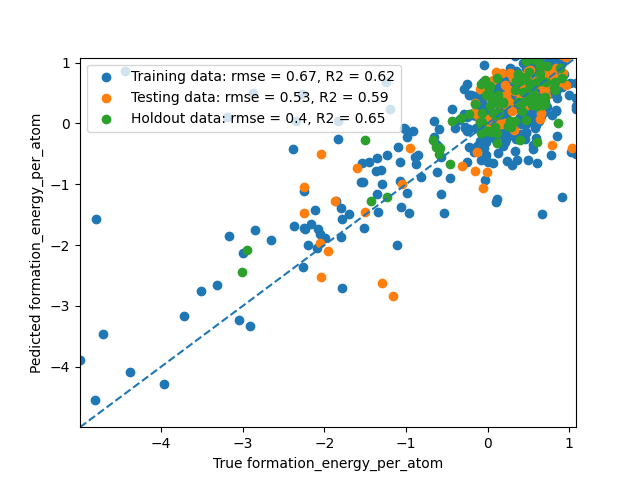 Training data: rmse = 0.67, R2 = 0.62
Testing data: rmse = 0.53, R2 = 0.59
Holdout data: rmse = 0.4, R2 = 0.65
Pedicted formation_energy_per_atom
1
0
−1
−2
−3
−4
−4 −3 −2 −1 0 1
True formation_energy_per_atom